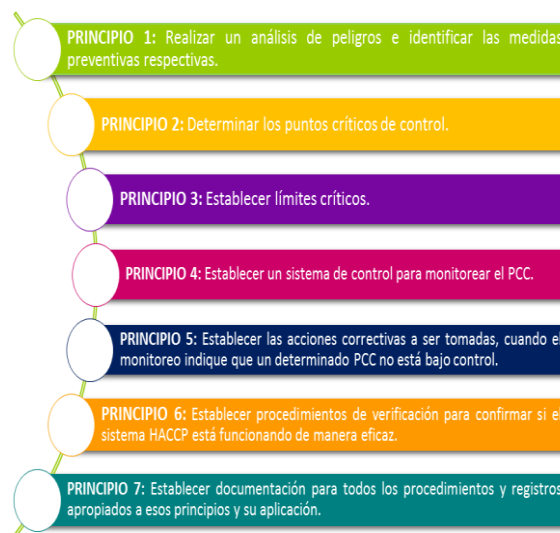 PRINCIPIO 1: Realizar un análisis de peligros e identificar las medidas
preventivas respectivas.
PRINCIPIO 2: Determinar los puntos críticos de control.
PRINCIPIO 3: Establecer límites críticos.
PRINCIPIO 4: Establecer un sistema de control para monitorear el PCC.
PRINCIPIO 5: Establecer las acciones correctivas a ser tomadas, cuando el
monitoreo indique que un determinado PCC no está bajo control.
PRINCIPIO 6: Establecer procedimientos de verificación para confirmar si el
sistema HACCP está funcionando de manera eficaz.
PRINCIPIO 7: Establecer documentación para todos los procedimientos y registros
apropiados a esos principios y su aplicación.